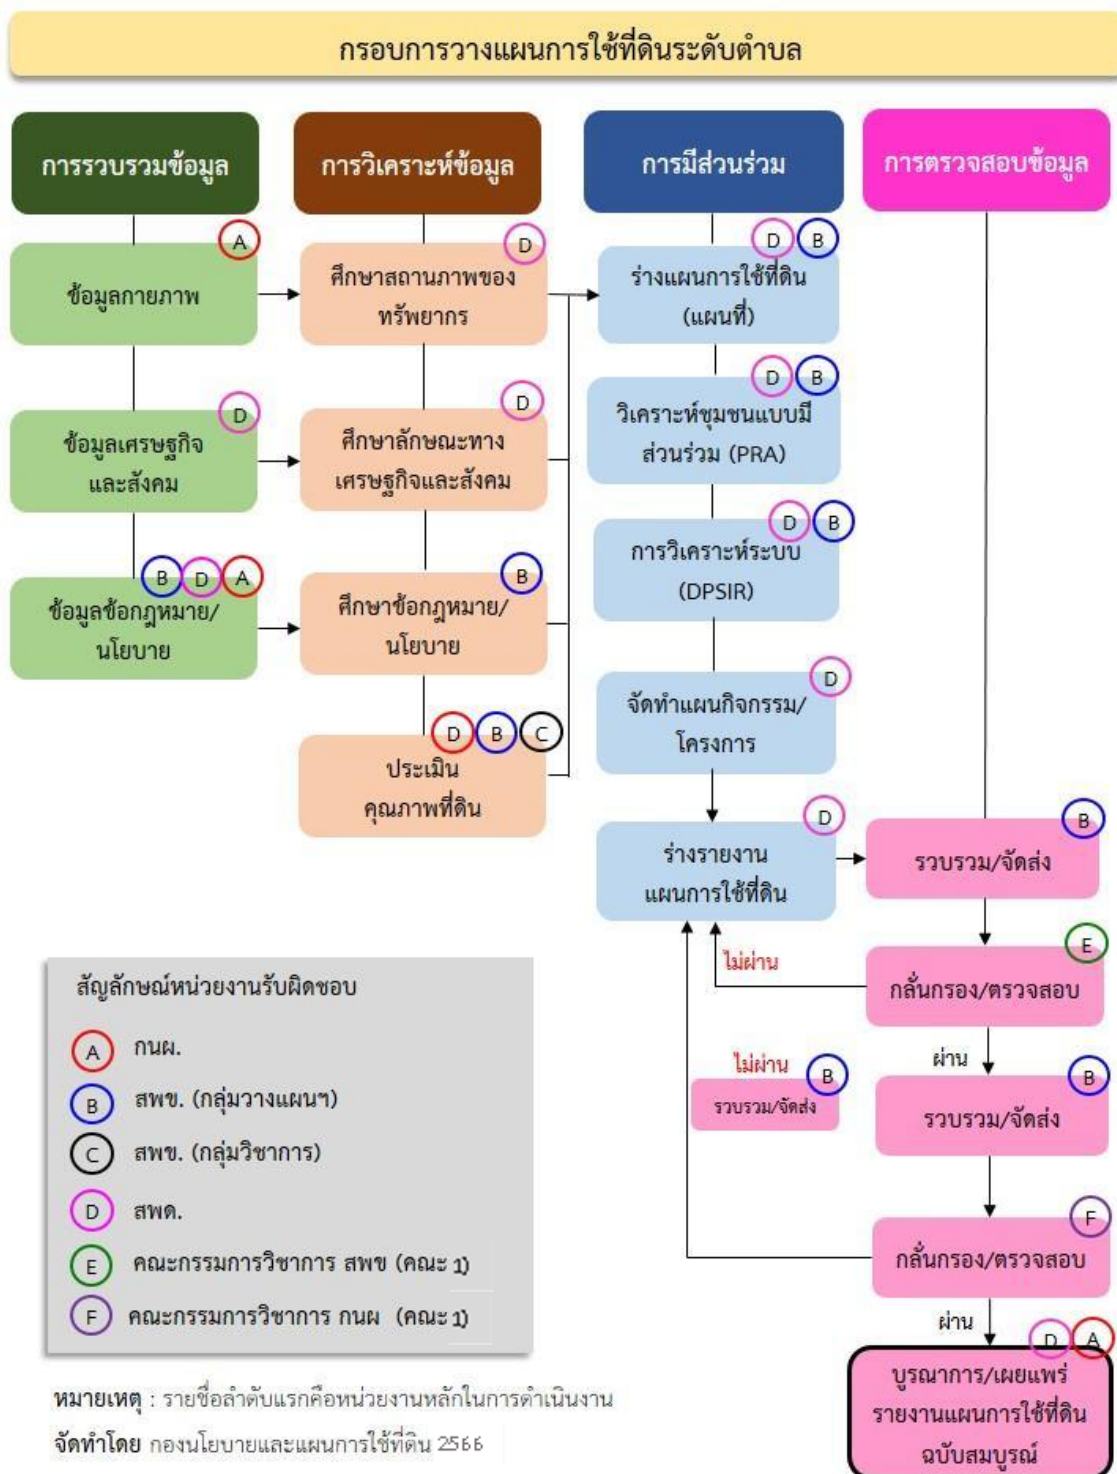 กรอบการวางแผนการใช้ที่ดินระดับตำบล
การรวบรวมข้อมูล
A
ข้อมูลกายภาพ
D
ข้อมูลเศรษฐกิจ
และสังคม
B D A
ข้อมูลข้อกฎหมาย/
นโยบาย
การวิเคราะห์ข้อมูล
D
ศึกษาสถานภาพของ
ทรัพยากร
D
ศึกษาลักษณะทาง
เศรษฐกิจและสังคม
B
ศึกษาข้อกฎหมาย/
นโยบาย
D B C
ประเมิน
คุณภาพที่ดิน
การมีส่วนร่วม
D B
ร่างแผนการใช้ที่ดิน
(แผนที่)
D B
วิเคราะห์ชุมชนแบบมี
ส่วนร่วม (PRA)
D B
การวิเคราะห์ระบบ
(DPSIR)
D
จัดทำแผนกิจกรรม/
โครงการ
D
ร่างรายงาน
แผนการใช้ที่ดิน
การตรวจสอบข้อมูล
B
รวบรวม/จัดส่ง
E
กลั่นกรอง/ตรวจสอบ
ไม่ผ่าน
ผ่าน
B
รวบรวม/จัดส่ง
ไม่ผ่าน
B
รวบรวม/จัดส่ง
F
กลั่นกรอง/ตรวจสอบ
ผ่าน
D A
บูรณาการ/เผยแพร่
รายงานแผนการใช้ที่ดิน
ฉบับสมบูรณ์
สัญลักษณ์หน่วยงานรับผิดชอบ
A กนผ.
B สพข. (กลุ่มวางแผนฯ)
C สพข. (กลุ่มวิชาการ)
D สพด.
E คณะกรรมการวิชาการ สพข (คณะ 1)
F คณะกรรมการวิชาการ กนผ (คณะ 1)
หมายเหตุ : รายชื่อลำดับแรกคือหน่วยงานหลักในการดำเนินงาน
จัดทำโดย กองนโยบายและแผนการใช้ที่ดิน 2566